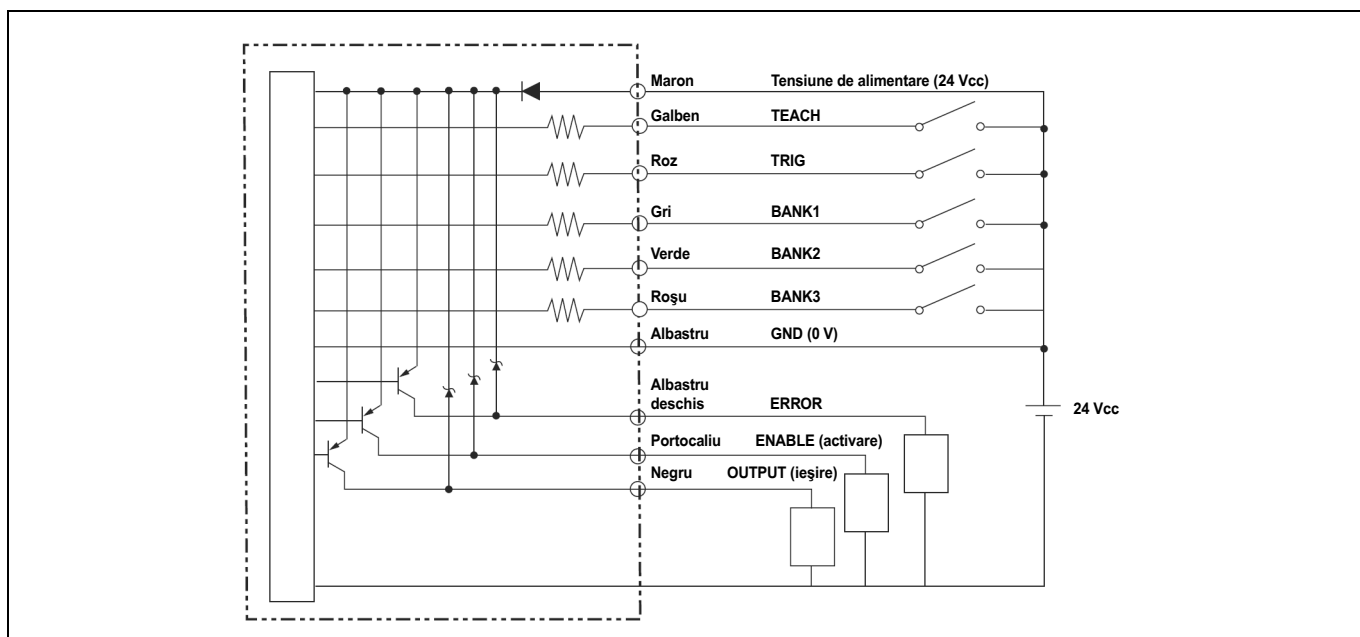 Maron Tensiune de alimentare (24 Vcc)
Galben TEACH
Roz TRIG
Gri BANK1
Verde BANK2
Roşu BANK3
Albastru GND (0 V)
Albastru
deschis ERROR
24 Vcc
Portocaliu ENABLE (activare)
Negru OUTPUT (ieşire)